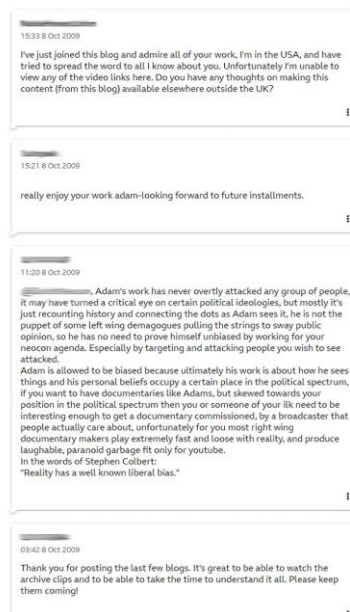 15:33 8 Oct 2009
I've just joined this blog and admire all of your work, I'm in the USA, and have
tried to spread the word to all I know about you. Unfortunately I'm unable to
view any of the video links here. Do you have any thoughts on making this
content (from this blog) available elsewhere outside the UK?
15:21 8 Oct 2009
really enjoy your work adam-looking forward to future installments.
11:20 8 Oct 2009
, Adam's work has never overtly attacked any group of people,
it may have turned a critical eye on certain political ideologies, but mostly it's
just recounting history and connecting the dots as Adam sees it, he is not the
puppet of some left wing demagogues pulling the strings to sway public
opinion, so he has no need to prove himself unbiased by working for your
neocon agenda. Especially by targeting and attacking people you wish to see
attacked.
Adam is allowed to be biased because ultimately his work is about how he sees
things and his personal beliefs occupy a certain place in the political spectrum,
if you want to have documentaries like Adams, but skewed towards your
position in the political spectrum then you or someone of your ilk need to be
interesting enough to get a documentary commissioned, by a broadcaster that
people actually care about, unfortunately for you most right wing
documentary makers play extremely fast and loose with reality, and produce
laughable, paranoid garbage fit only for youtube.
In the words of Stephen Colbert:
"Reality has a well known liberal bias."
03:42 8 Oct 2009
Thank you for posting the last few blogs. It's great to be able to watch the
archive clips and to be able to take the time to understand it all. Please keep
them coming!